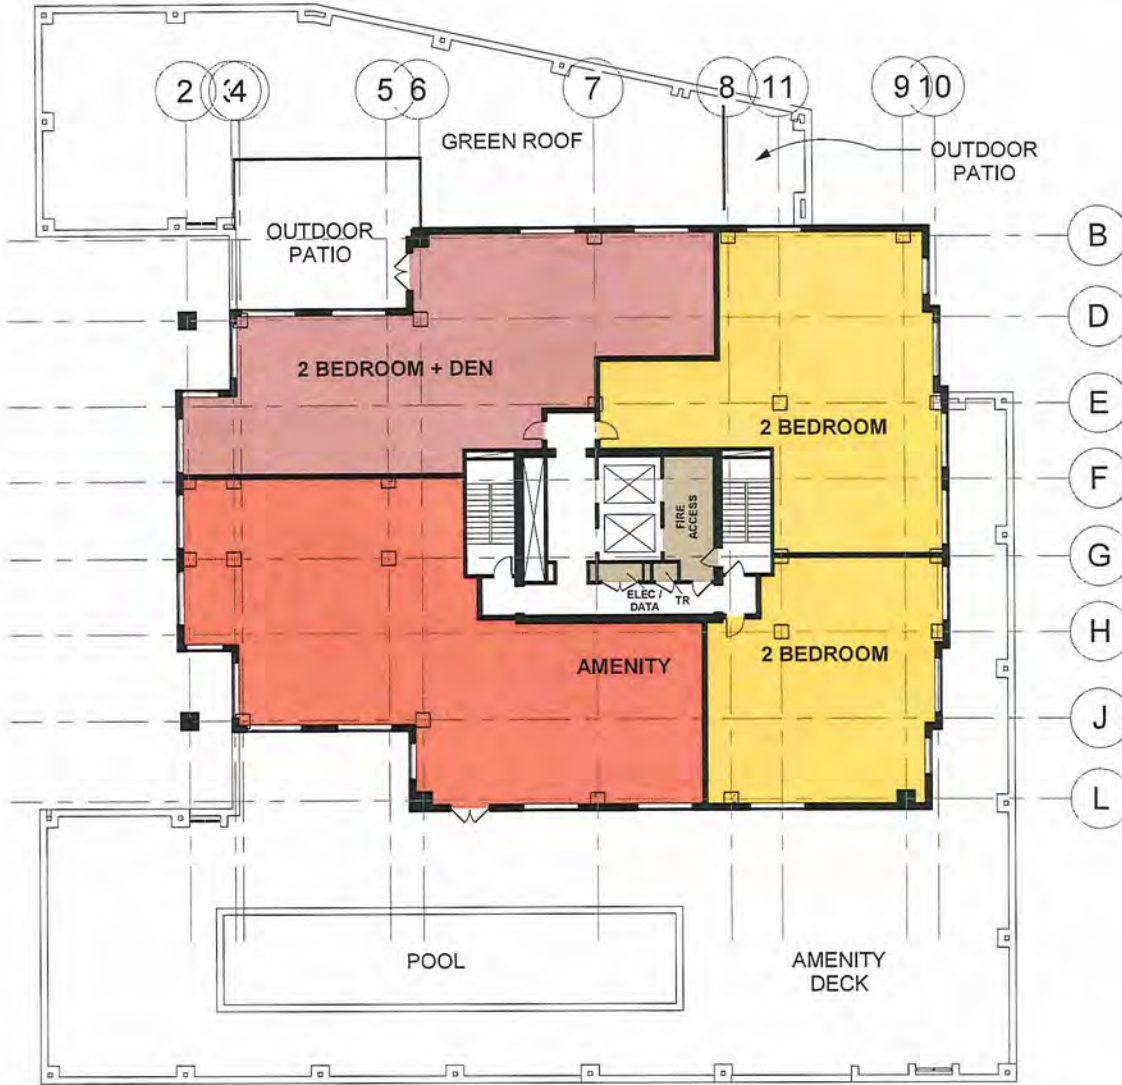 2
3
4
5
6
7
8
11
9
10
GREEN ROOF
OUTDOOR
PATIO
OUTDOOR
PATIO
B
D
2 BEDROOM + DEN
E
2 BEDROOM
F
FIRE
ACCESS
G
ELEC /
DATA
TR
H
AMENITY
2 BEDROOM
J
L
POOL
AMENITY
DECK